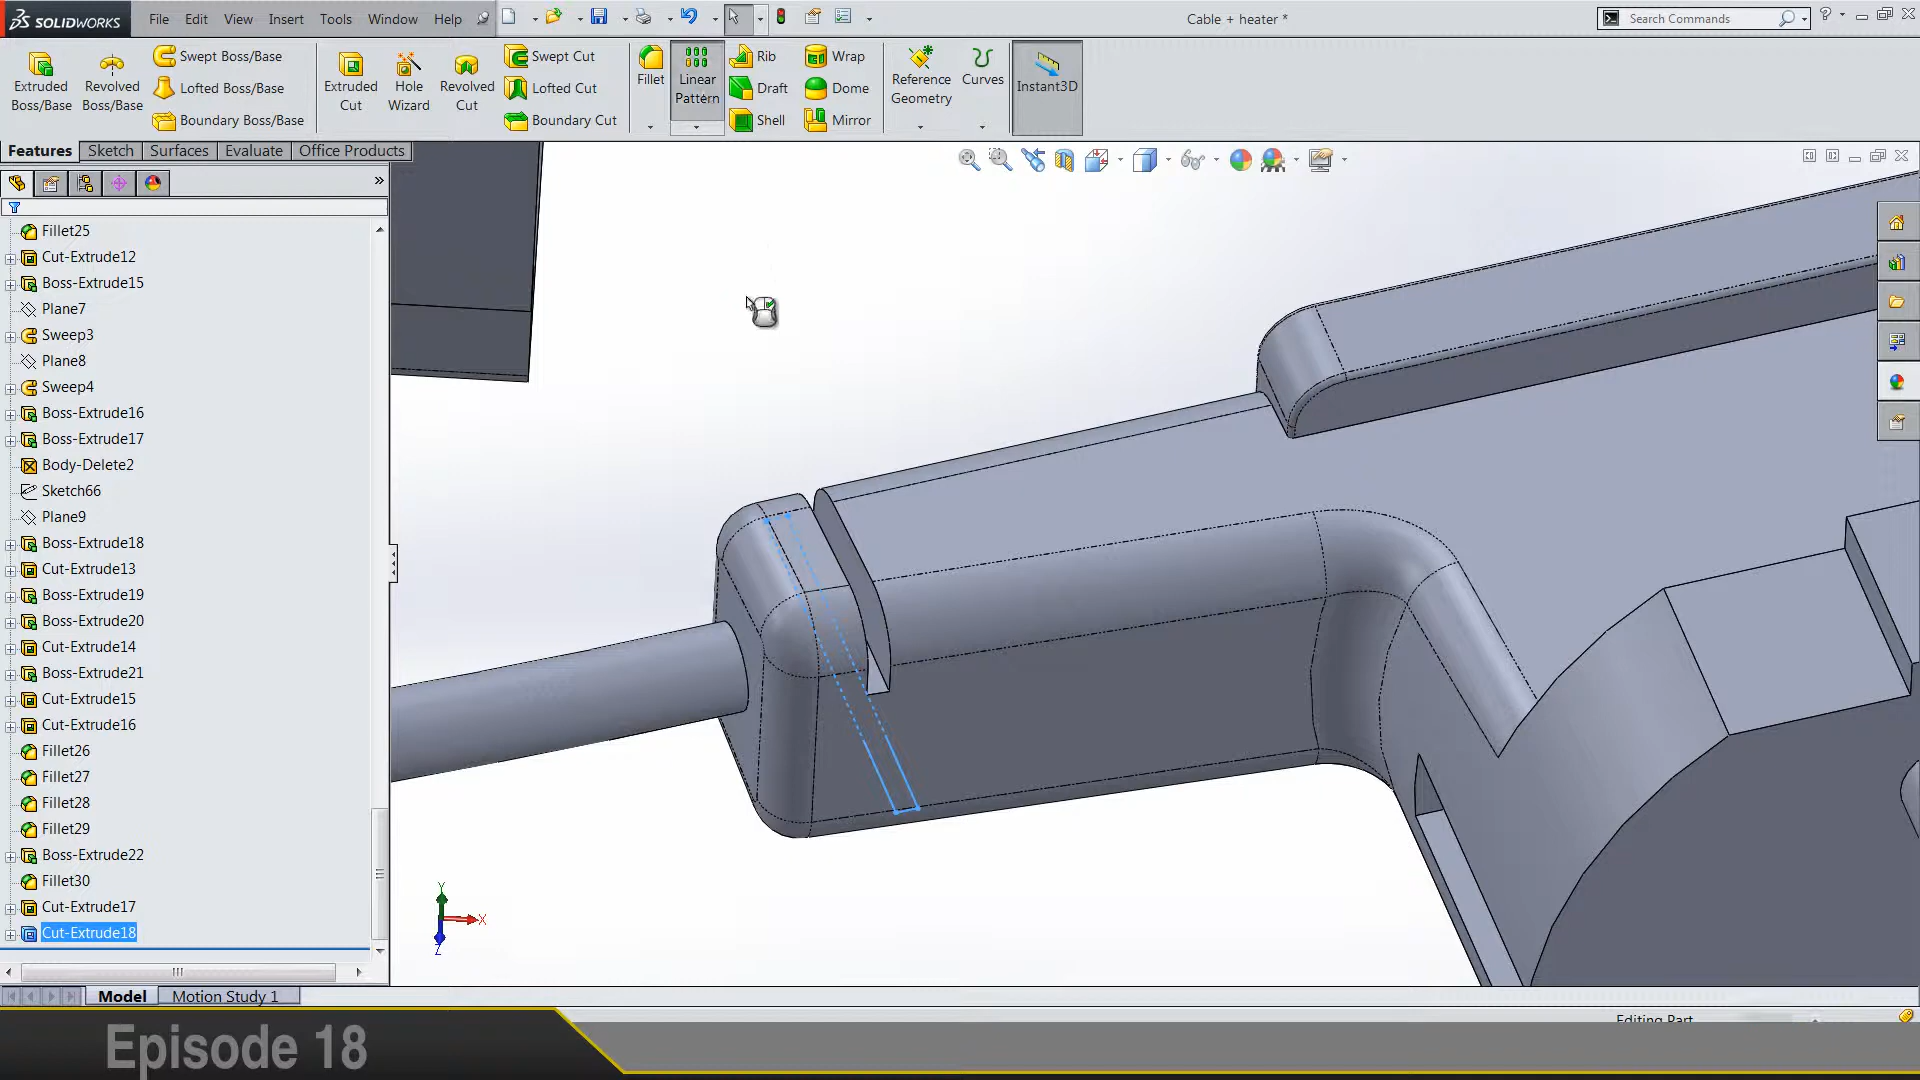 SOLIDWORKS
File Edit View Insert Tools Window Help
Cable + heater *
Search Commands
Extruded Boss/Base
Revolved Boss/Base
Swept Boss/Base
Lofted Boss/Base
Boundary Boss/Base
Extruded Cut
Hole Wizard
Revolved Cut
Swept Cut
Lofted Cut
Boundary Cut
Fillet
Linear Pattern
Rib
Draft
Shell
Wrap
Dome
Mirror
Reference Geometry
Curves
Instant3D
Features Sketch Surfaces Evaluate Office Products
Fillet25
Cut-Extrude12
Boss-Extrude15
Plane7
Sweep3
Plane8
Sweep4
Boss-Extrude16
Boss-Extrude17
Body-Delete2
Sketch66
Plane9
Boss-Extrude18
Cut-Extrude13
Boss-Extrude19
Boss-Extrude20
Cut-Extrude14
Boss-Extrude21
Cut-Extrude15
Cut-Extrude16
Fillet26
Fillet27
Fillet28
Fillet29
Boss-Extrude22
Fillet30
Cut-Extrude17
Cut-Extrude18
Y
X
Z
Model Motion Study 1
Editing Part
Episode 18